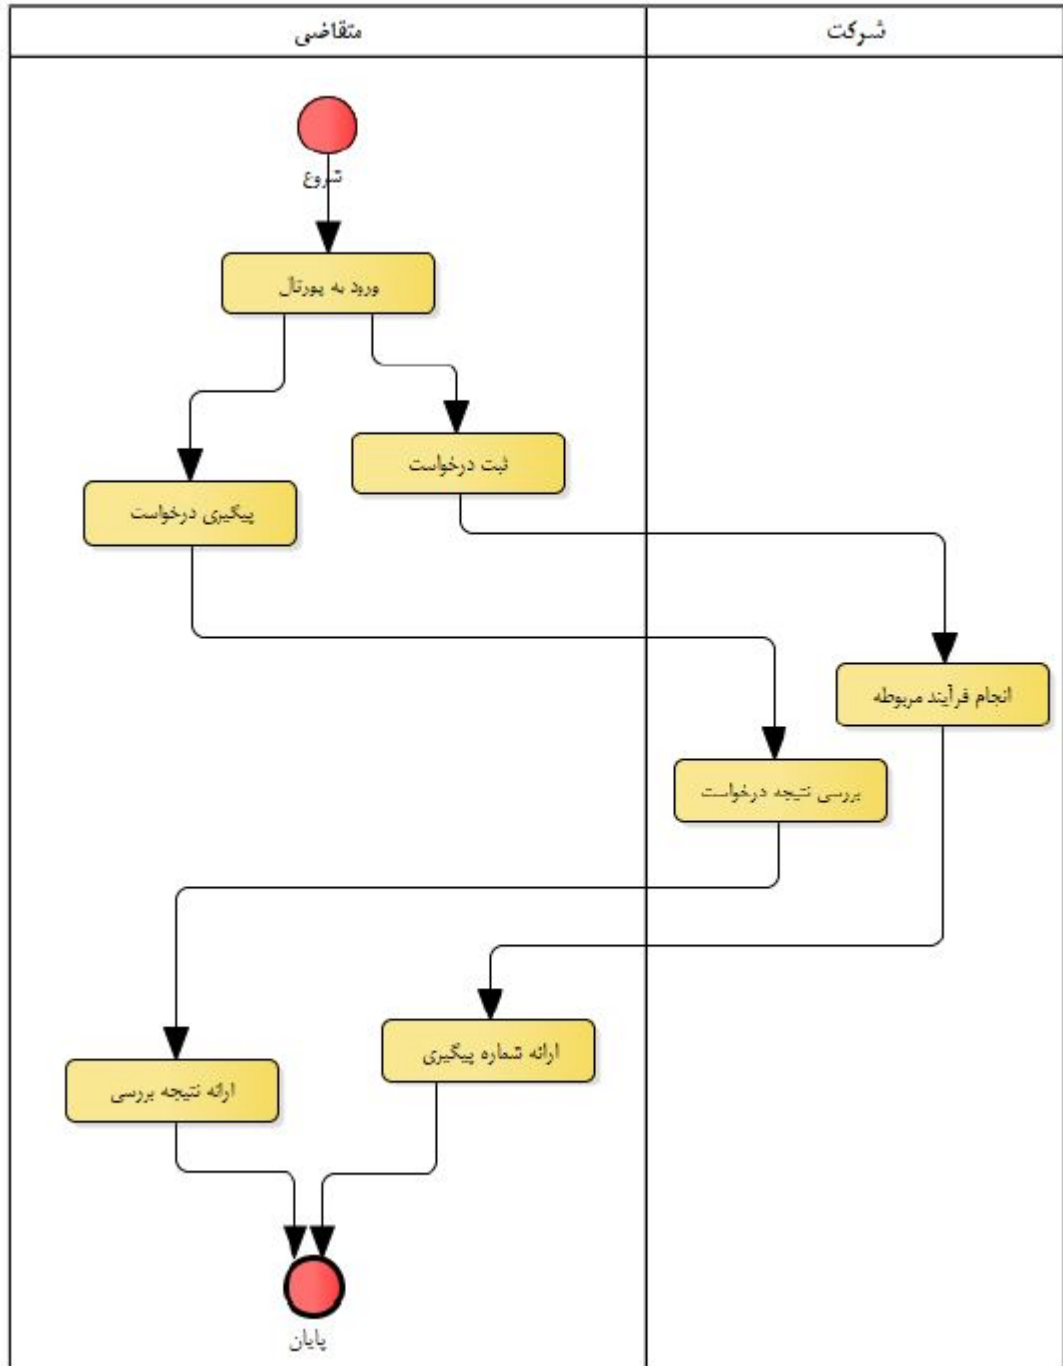 شرکت
متقاضی
شروع
ورود به پورتال
ثبت درخواست
پیگیری درخواست
انجام فرآیند مربوطه
بررسی نتیجه درخواست
ارائه شماره پیگیری
ارائه نتیجه بررسی
پایان